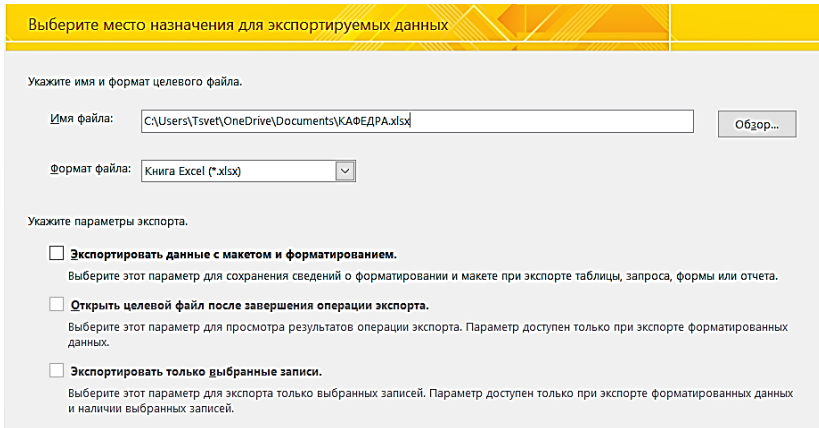 Выберите место назначения для экспортируемых данных
Укажите имя и формат целевого файла.
Имя файла: C:\Users\Tsvet\OneDrive\Documents\КАФЕДРА.xlsx Обзор...
Формат файла: Книга Excel (*.xlsx)
Укажите параметры экспорта.
Экспортировать данные с макетом и форматированием.
Выберите этот параметр для сохранения сведений о форматировании и макете при экспорте таблицы, запроса, формы или отчета.
Открыть целевой файл после завершения операции экспорта.
Выберите этот параметр для просмотра результатов операции экспорта. Параметр доступен только при экспорте форматированных
данных.
Экспортировать только выбранные записи.
Выберите этот параметр для экспорта только выбранных записей. Параметр доступен только при экспорте форматированных данных
и наличии выбранных записей.